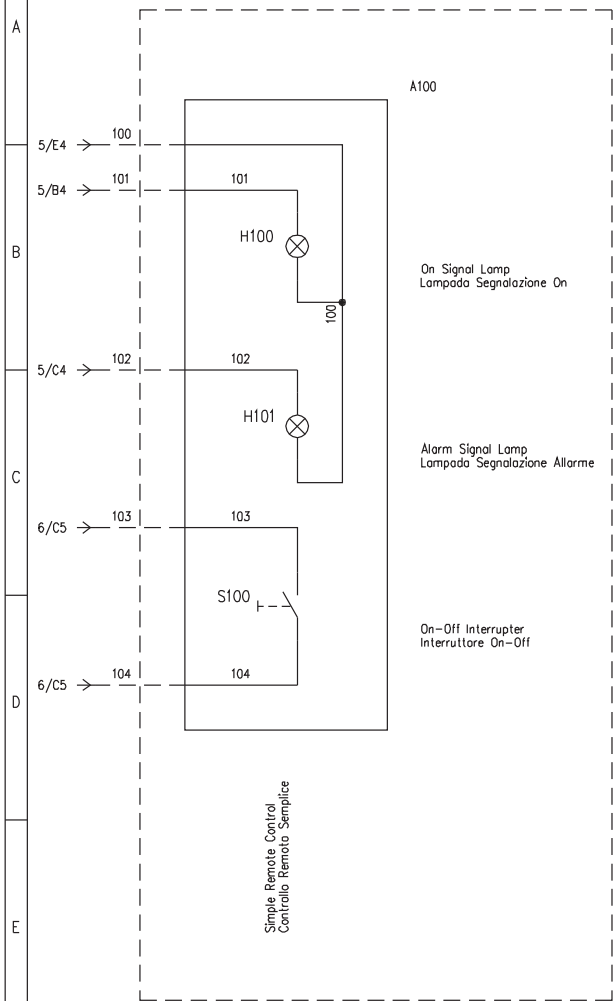 A
A100
5/E4
100
5/B4
101
101
B
H100
On Signal Lamp
Lampada Segnalazione On
100
5/C4
102
102
H101
Alarm Signal Lamp
Lampada Segnalazione Allarme
C
6/C5
103
103
S100
On-Off Interrupter
Interruttore On-Off
6/C5
104
104
D
Simple Remote Control
Controllo Remoto Semplice
E